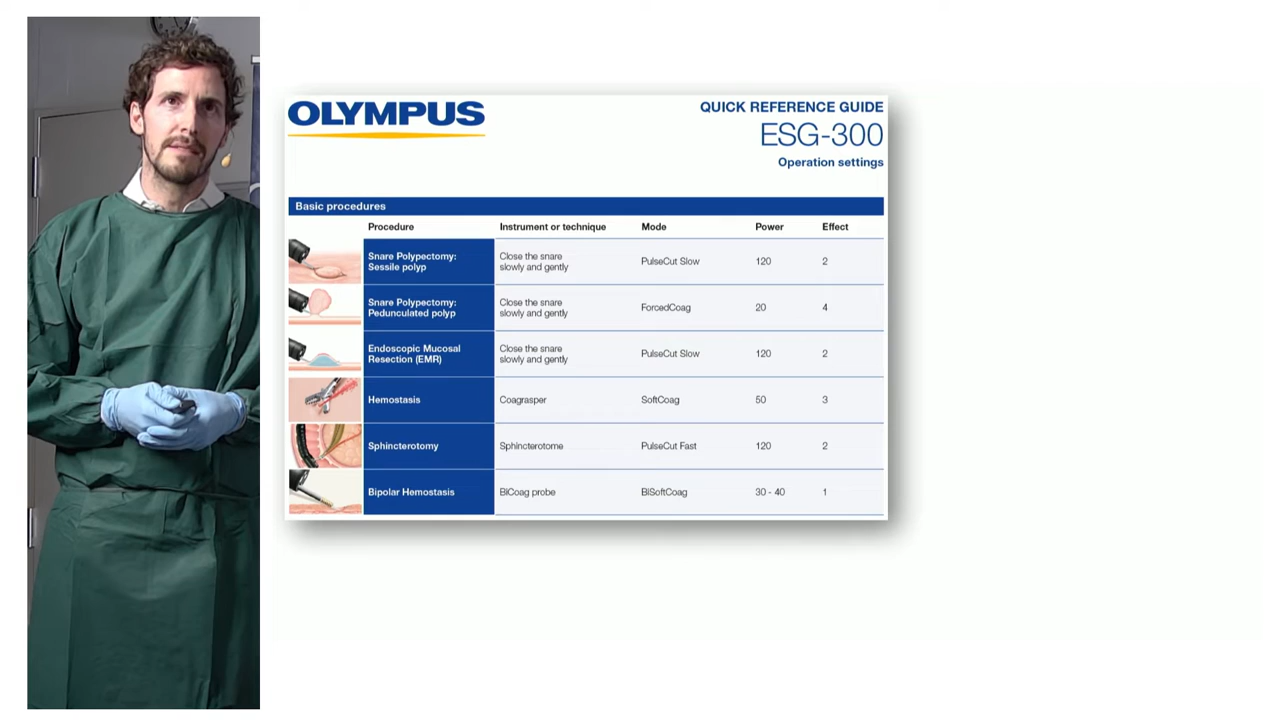 OLYMPUS
QUICK REFERENCE GUIDE
ESG-300
Operation settings
Basic procedures
Procedure Instrument or technique Mode Power Effect
Snare Polypectomy:
Sessile polyp
Close the snare
slowly and gently
PulseCut Slow 120 2
Snare Polypectomy:
Pedunculated polyp
Close the snare
slowly and gently
ForcedCoag 20 4
Endoscopic Mucosal
Resection (EMR)
Close the snare
slowly and gently
PulseCut Slow 120 2
Hemostasis Coagrasper SoftCoag 50 3
Sphincterotomy Sphincterotome PulseCut Fast 120 2
Bipolar Hemostasis BiCoag probe BiSoftCoag 30 - 40 1